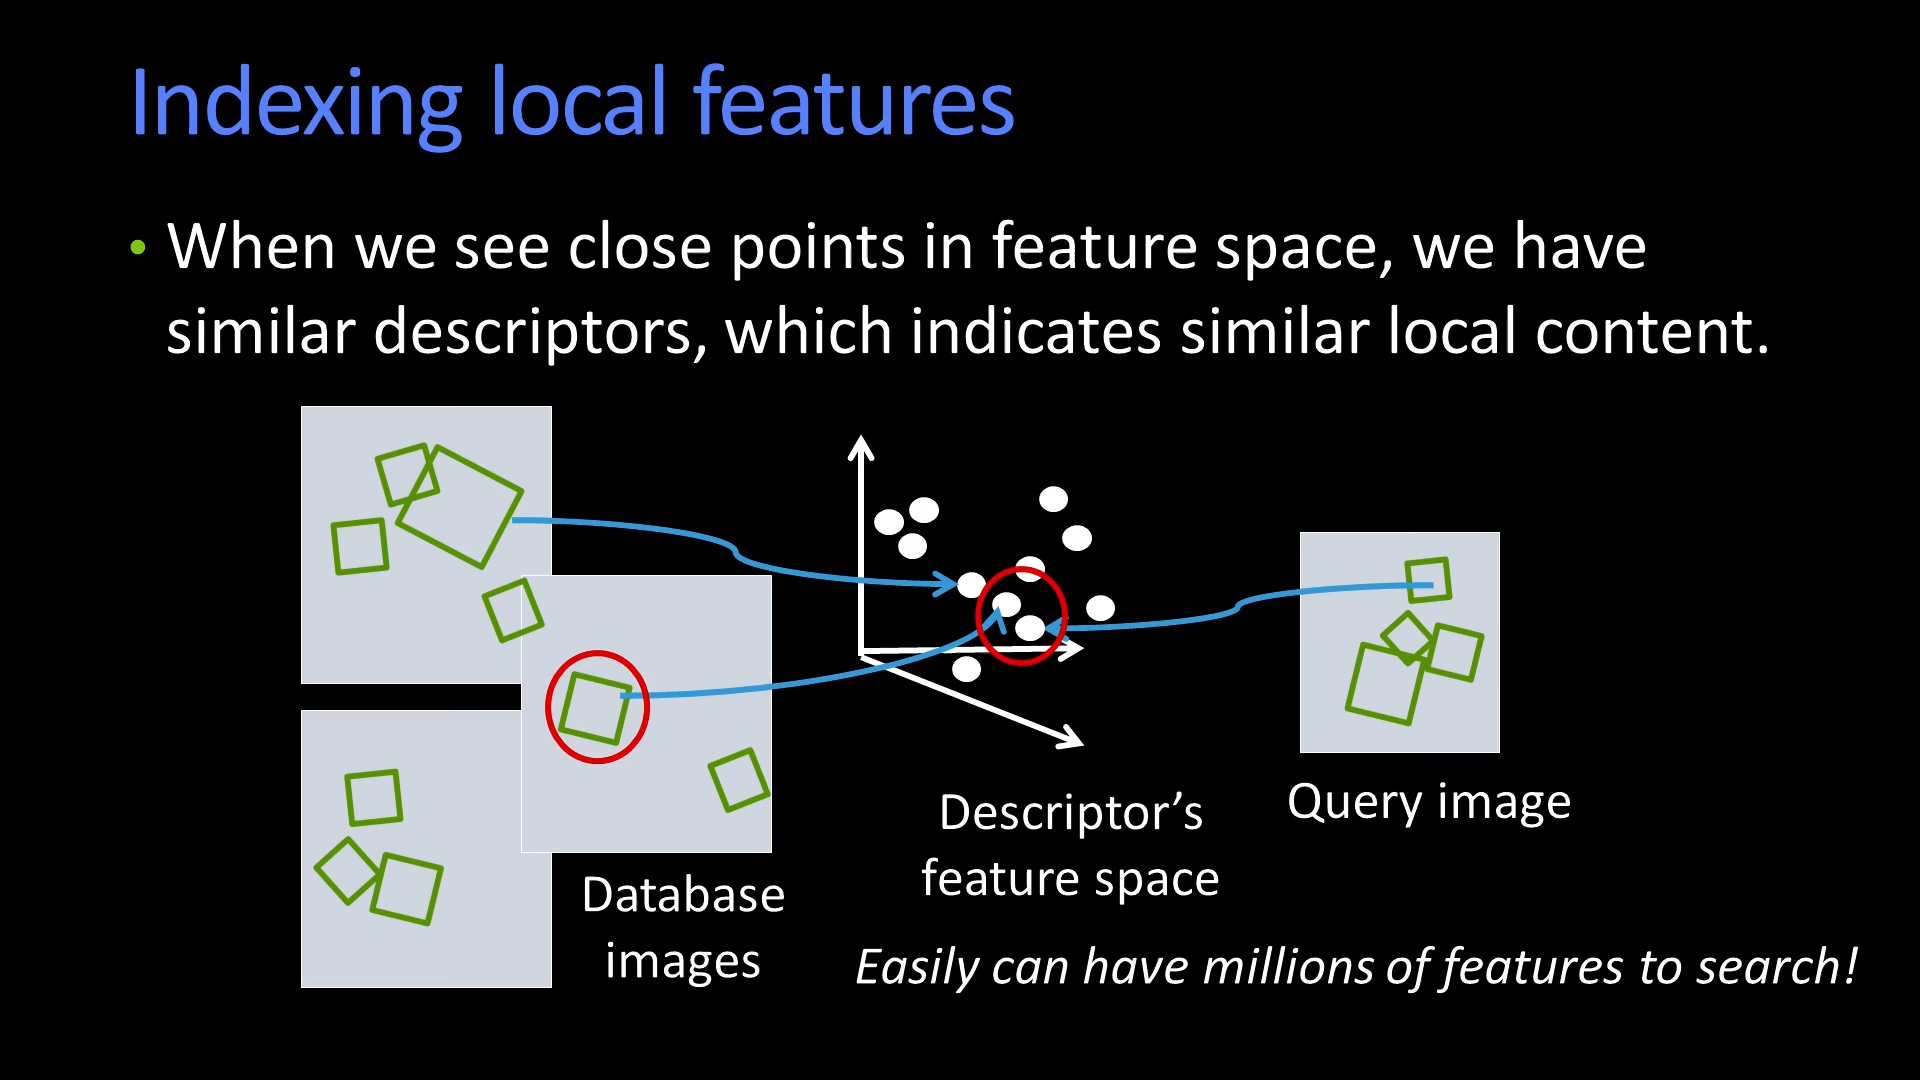 Indexing local features
• When we see close points in feature space, we have
similar descriptors, which indicates similar local content.
Database
images
Descriptor’s
feature space
Query image
Easily can have millions of features to search!